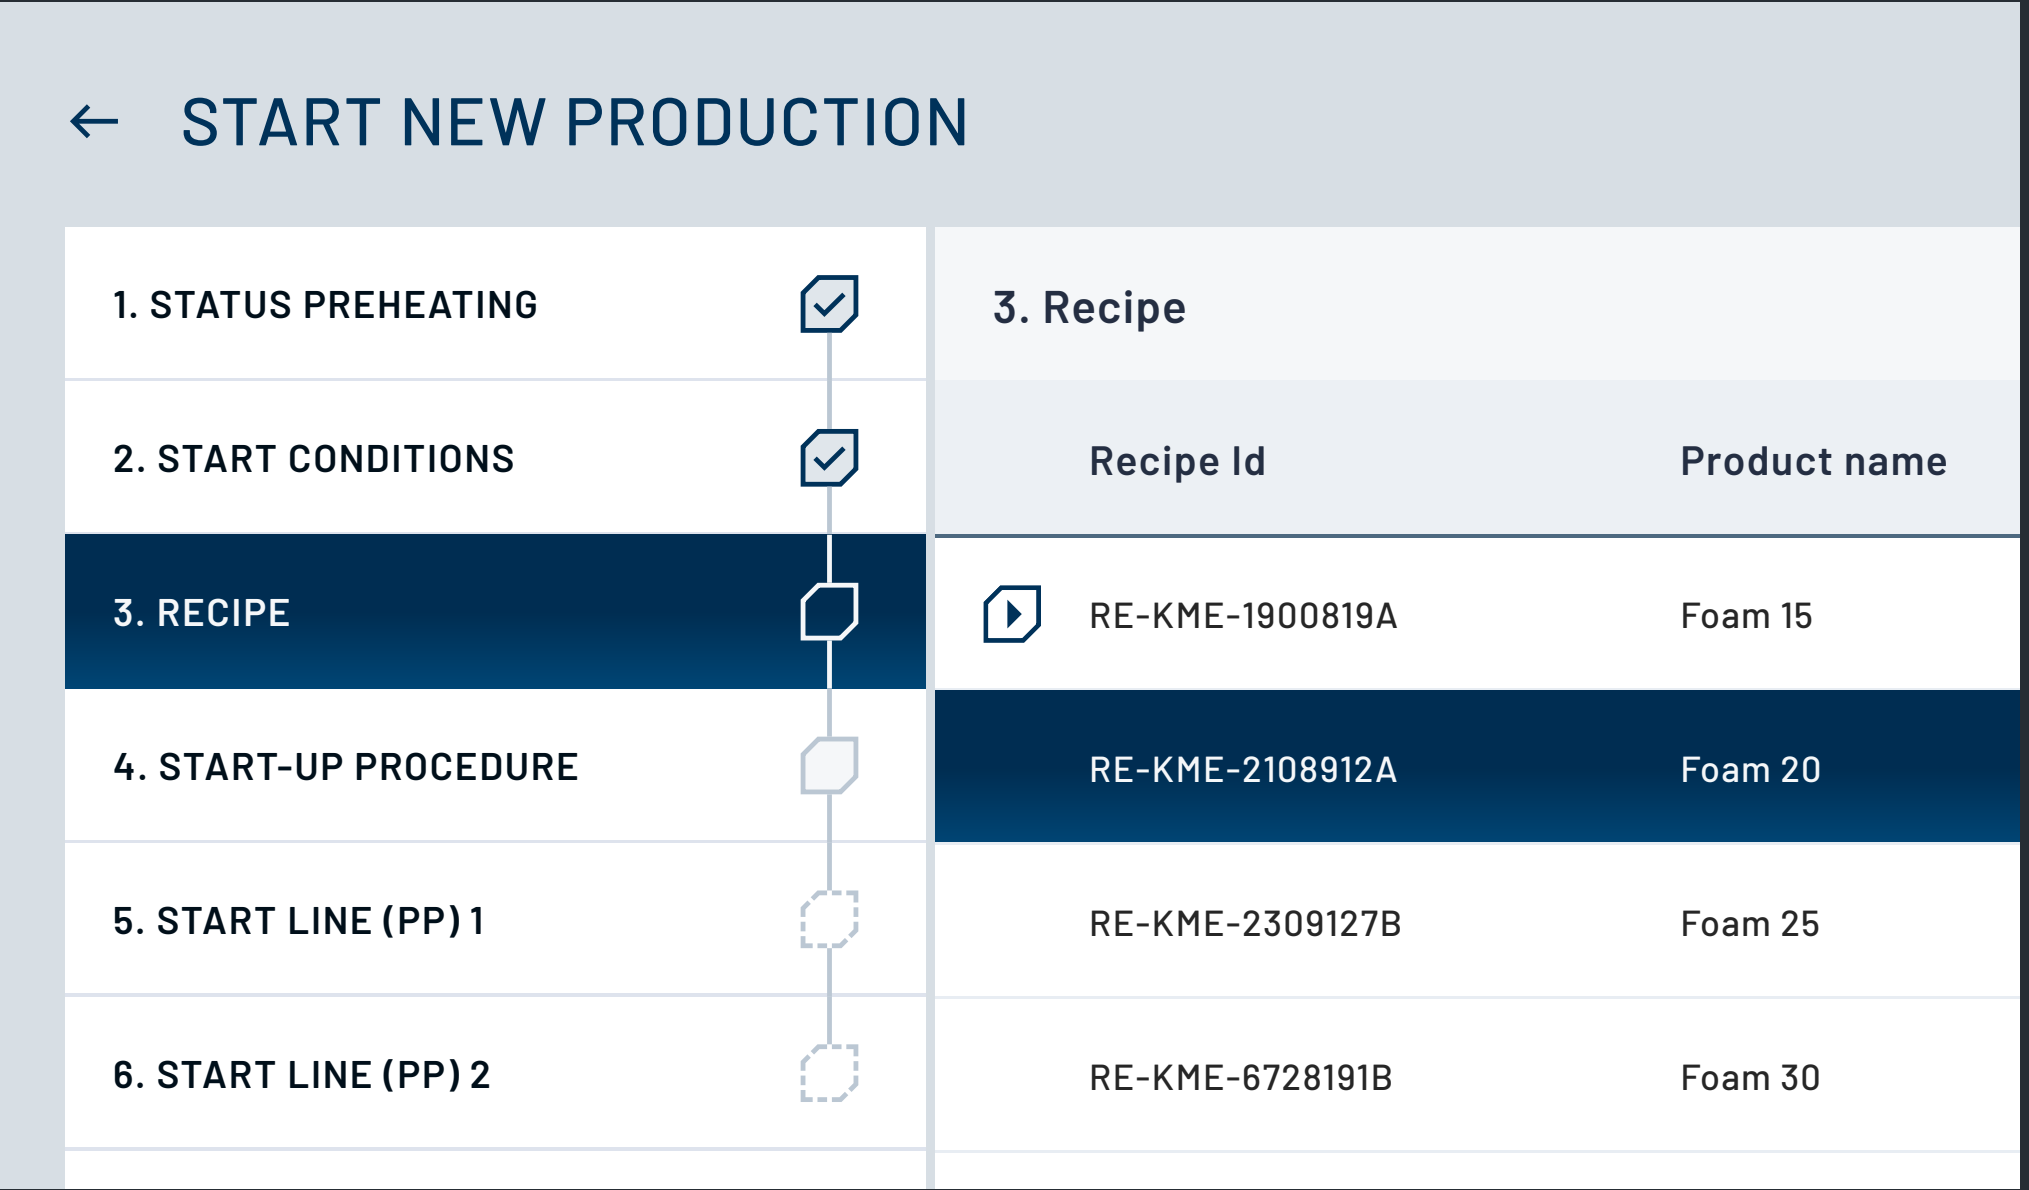 START NEW PRODUCTION
1. STATUS PREHEATING
2. START CONDITIONS
3. RECIPE
4. START-UP PROCEDURE
5. START LINE (PP) 1
6. START LINE (PP) 2
3. Recipe
Recipe Id Product name
RE-KME-1900819A Foam 15
RE-KME-2108912A Foam 20
RE-KME-2309127B Foam 25
RE-KME-6728191B Foam 30